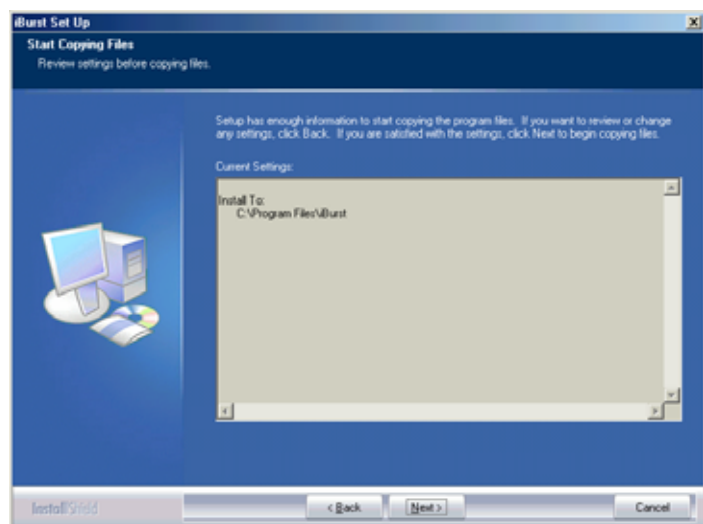 iBurst Set Up
Start Copying Files
Review settings before copying files.
Setup has enough information to start copying the program files. If you want to review or change
any settings, click Back. If you are satisfied with the settings, click Next to begin copying files.
Current Settings:
Install To:
C:\Program Files\iBurst
InstallShield
< Back
Next >
Cancel